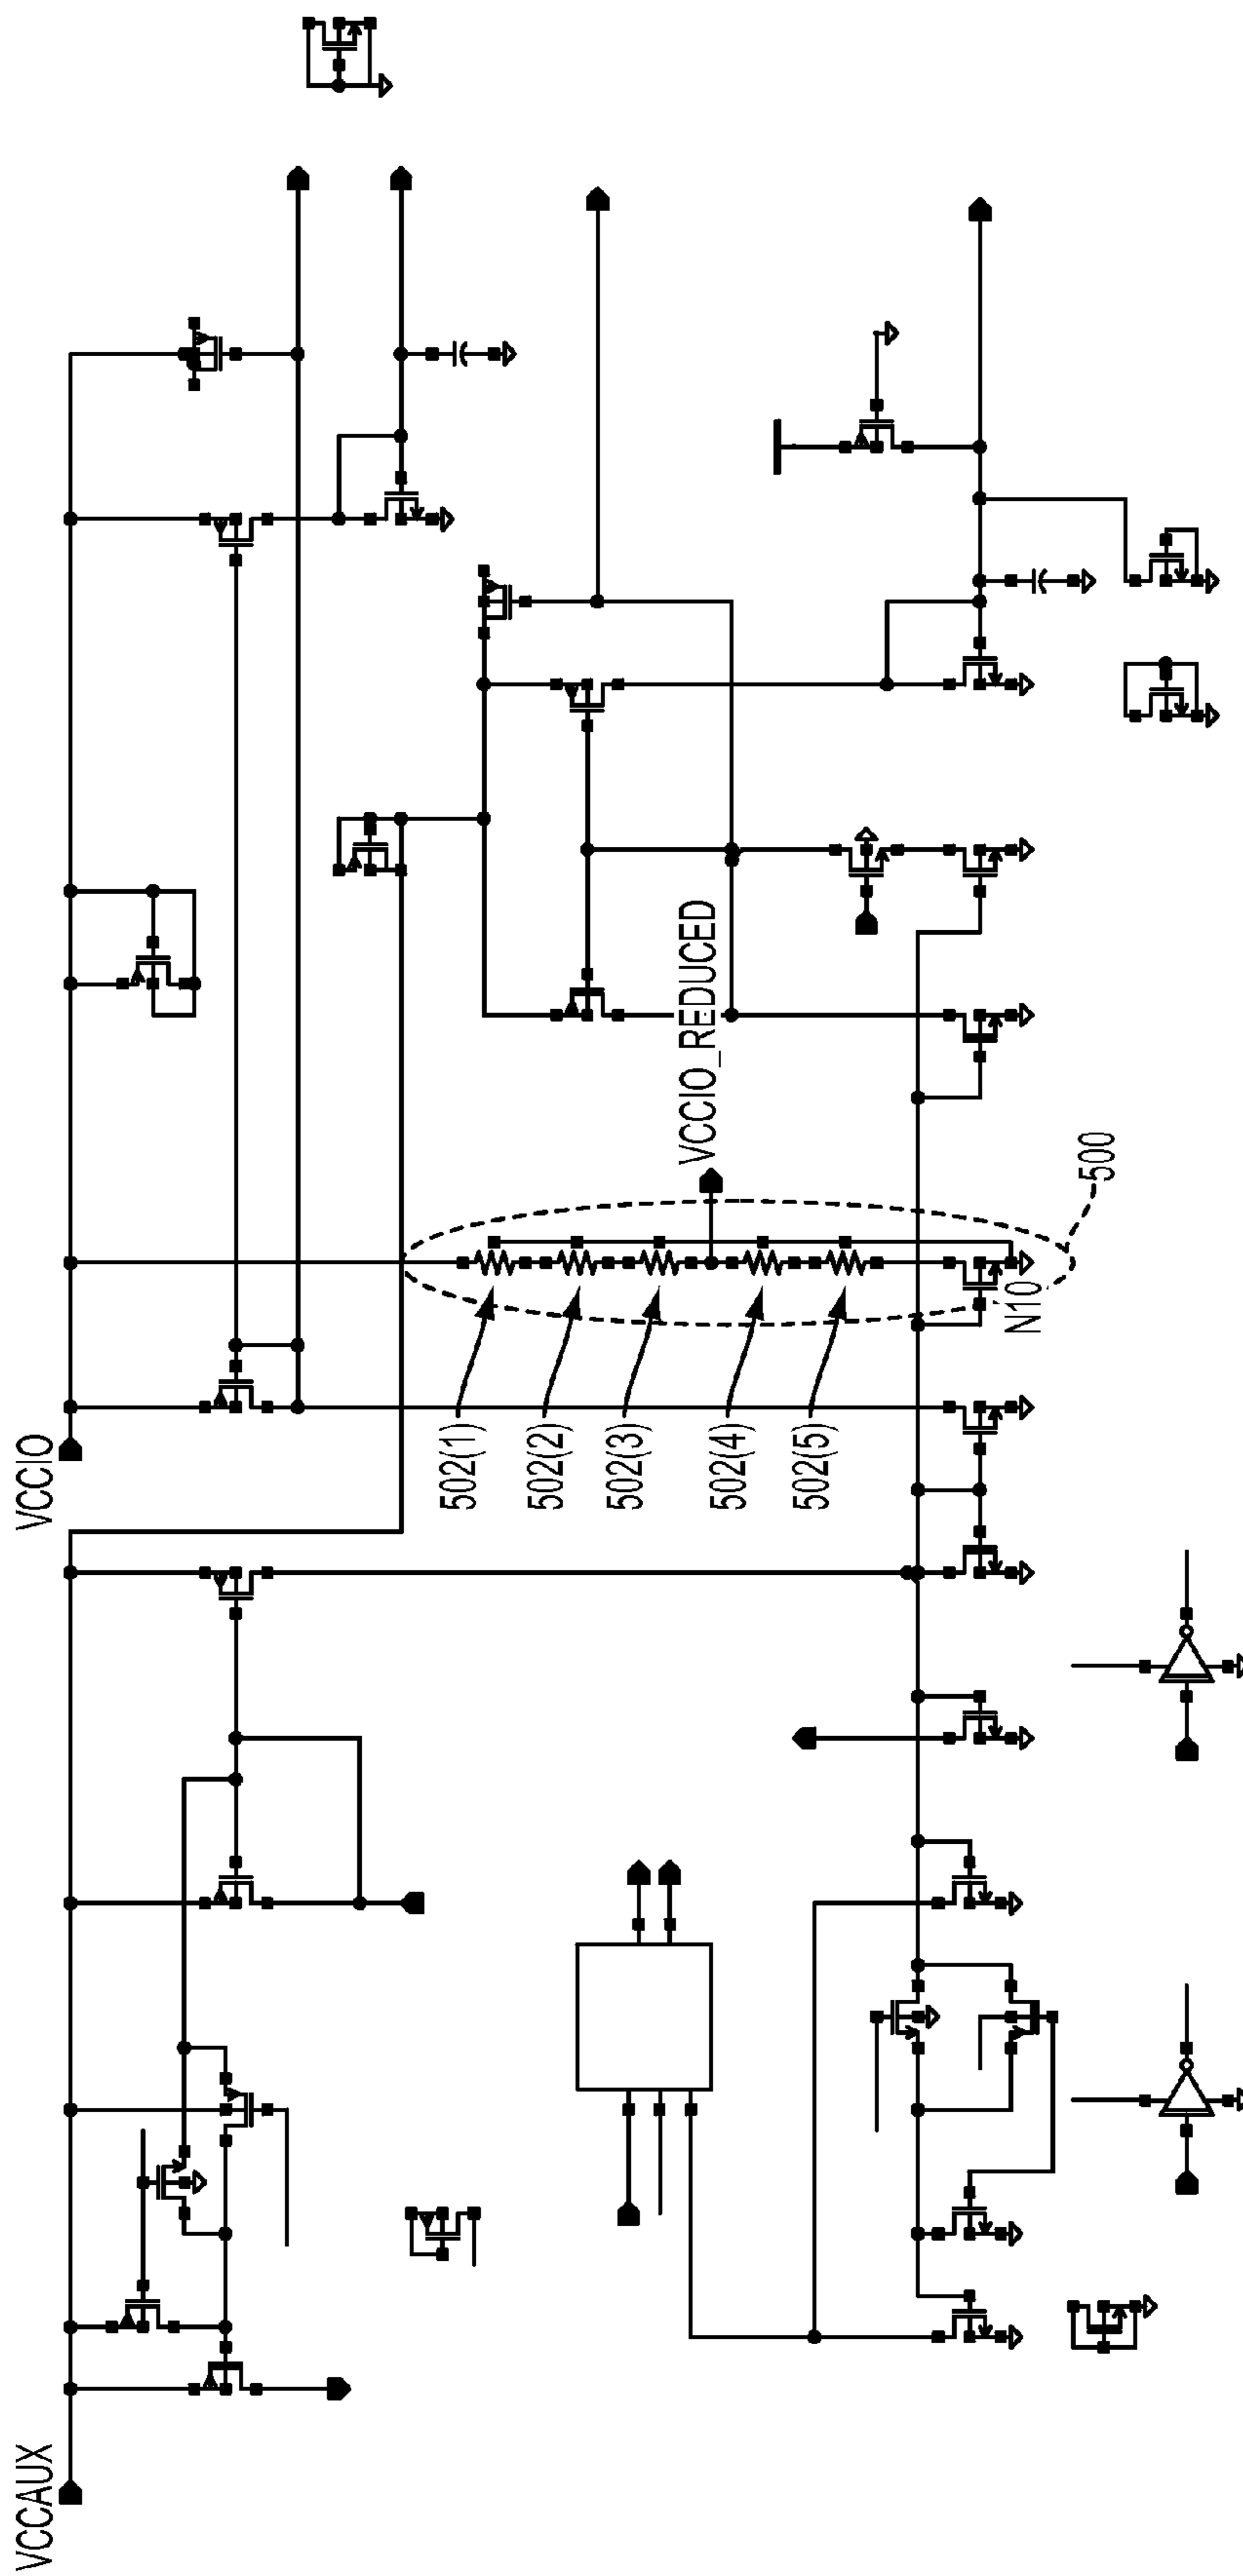 VCCAUX
VCCIO
502(1)
502(2)
502(3)
502(4)
502(5)
VCCIO_REDUCED
N10
500